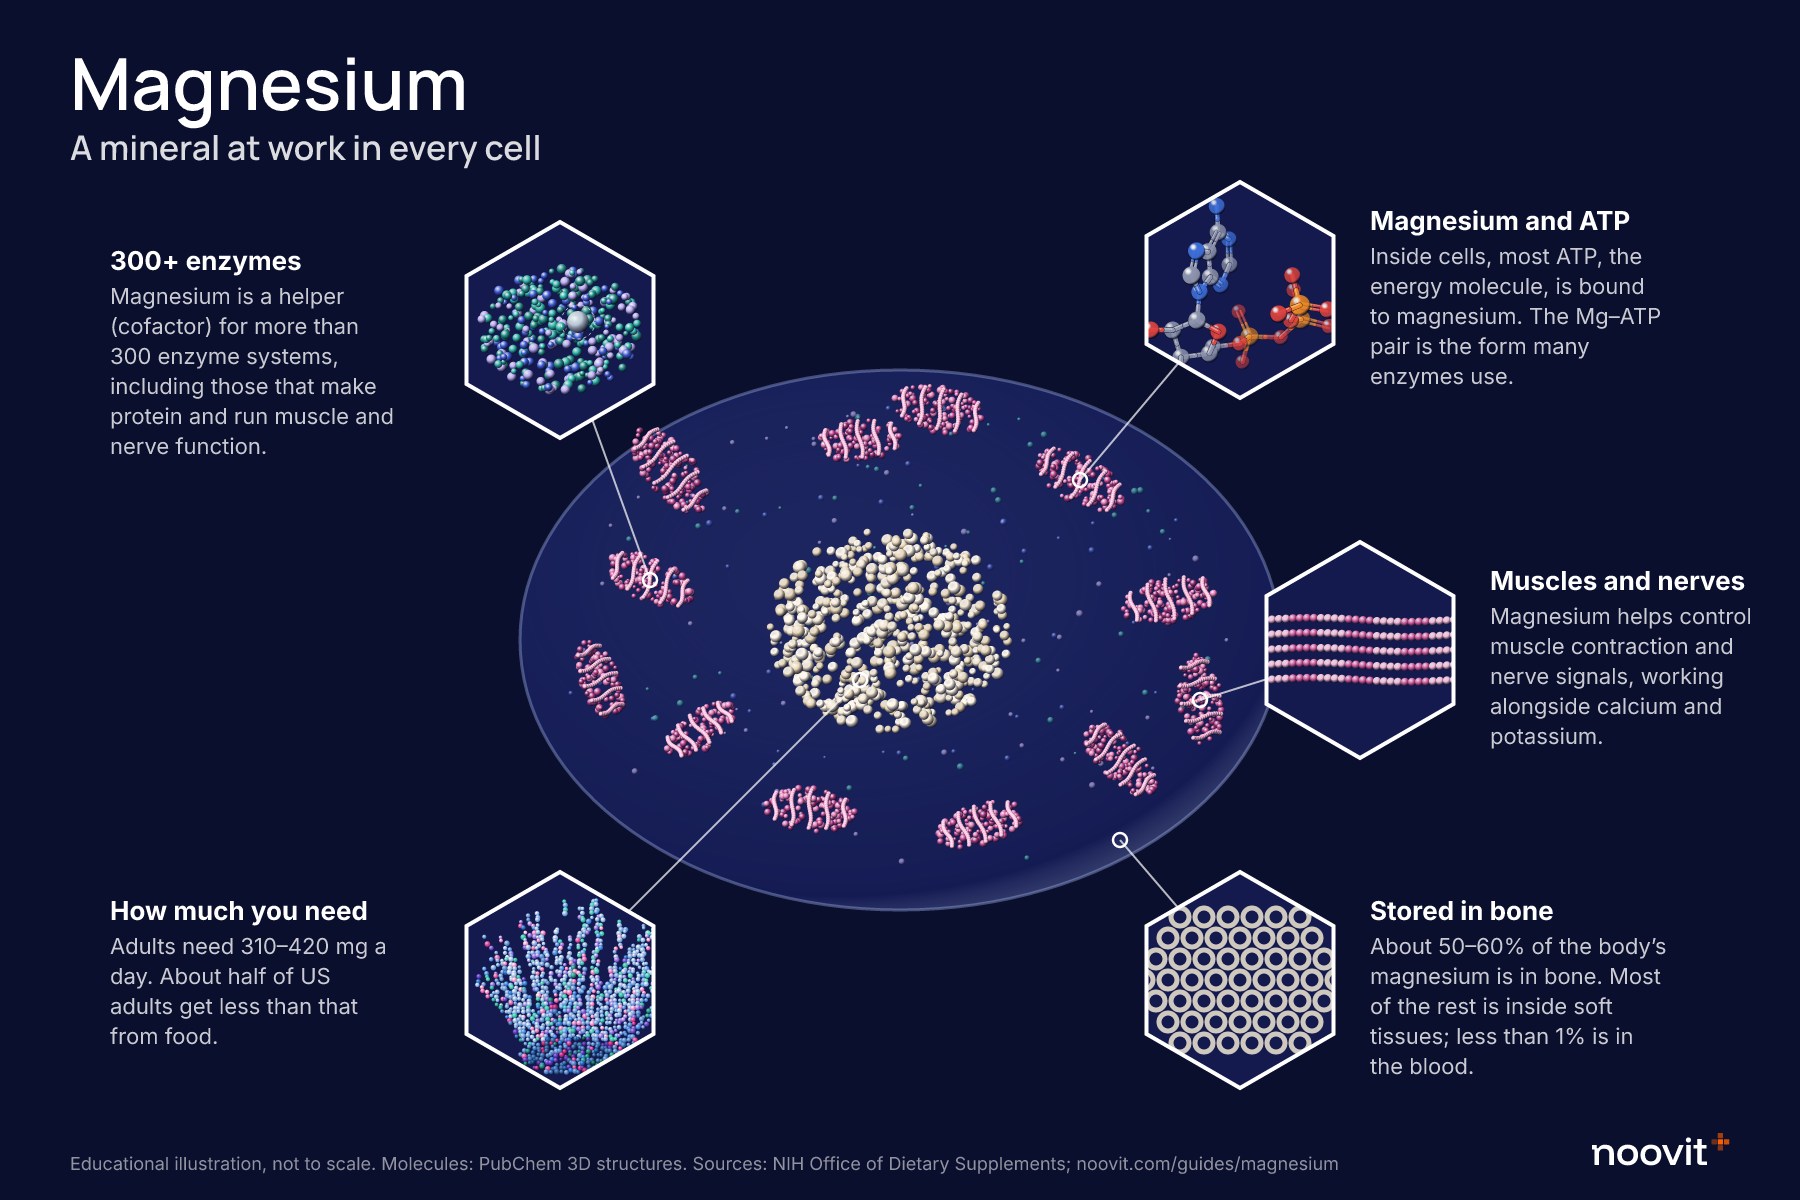 Magnesium
A mineral at work in every cell
300+ enzymes
Magnesium is a helper
(cofactor) for more than
300 enzyme systems,
including those that make
protein and run muscle and
nerve function.
Magnesium and ATP
Inside cells, most ATP, the
energy molecule, is bound
to magnesium. The Mg–ATP
pair is the form many
enzymes use.
Muscles and nerves
Magnesium helps control
muscle contraction and
nerve signals, working
alongside calcium and
potassium.
How much you need
Adults need 310–420 mg a
day. About half of US
adults get less than that
from food.
Stored in bone
About 50–60% of the body’s
magnesium is in bone. Most
of the rest is inside soft
tissues; less than 1% is in
the blood.
Educational illustration, not to scale. Molecules: PubChem 3D structures. Sources: NIH Office of Dietary Supplements; noovit.com/guides/magnesium
noovit